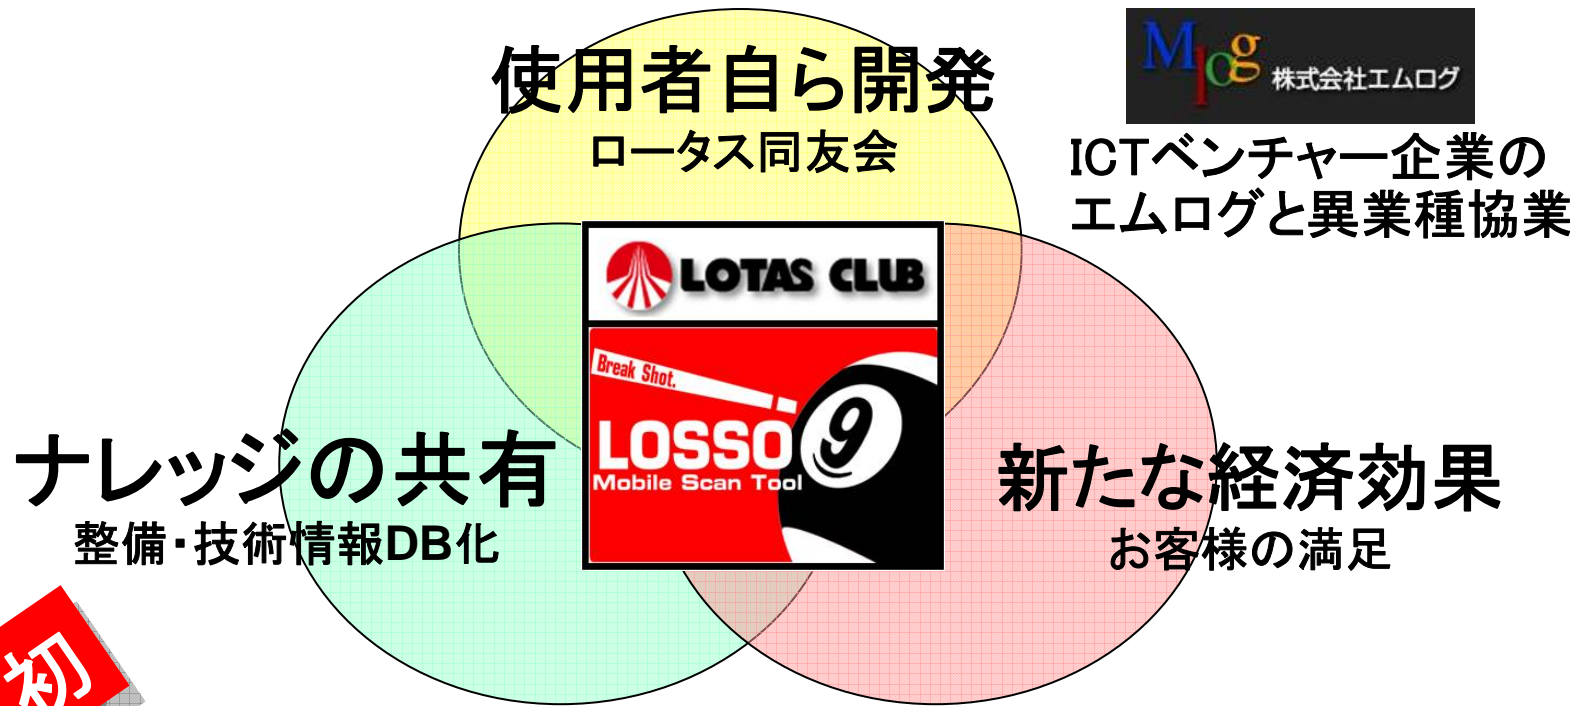 使用者自ら開発
ロータス同友会
Mlog 株式会社エムログ
ICTベンチャー企業の
エムログと異業種協業
LOTAS CLUB
Break Shot.
LOSSO 9
Mobile Scan Tool
ナレッジの共有
整備・技術情報DB化
新たな経済効果
お客様の満足
初